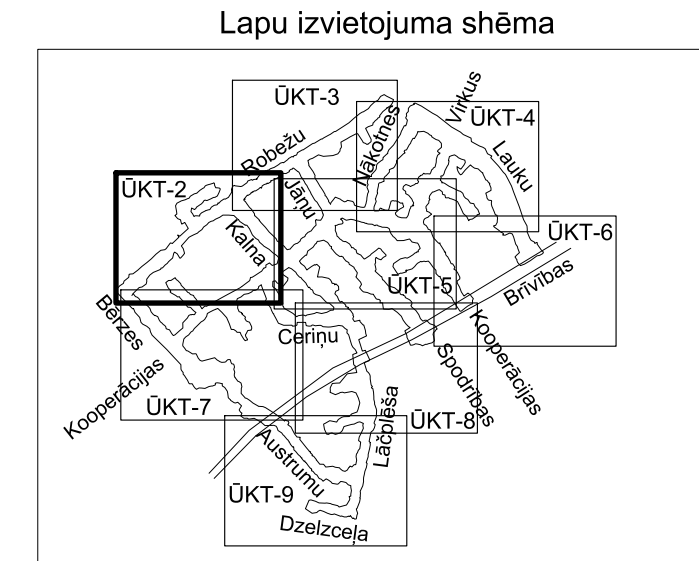 Lapu izvietojuma shēma
ŪKT-3
Virkus
ŪKT-4
Nākotnes
Robežu
Lauku
ŪKT-2
Jāņu
Kalna
ŪKT-6
ŪKT-5
Brīvības
Bērzes
Ceriņu
Kooperācijas
Spodrības
Kooperācijas
ŪKT-7
ŪKT-8
Lāčplēša
Austrumu
ŪKT-9
Dzelzceļa